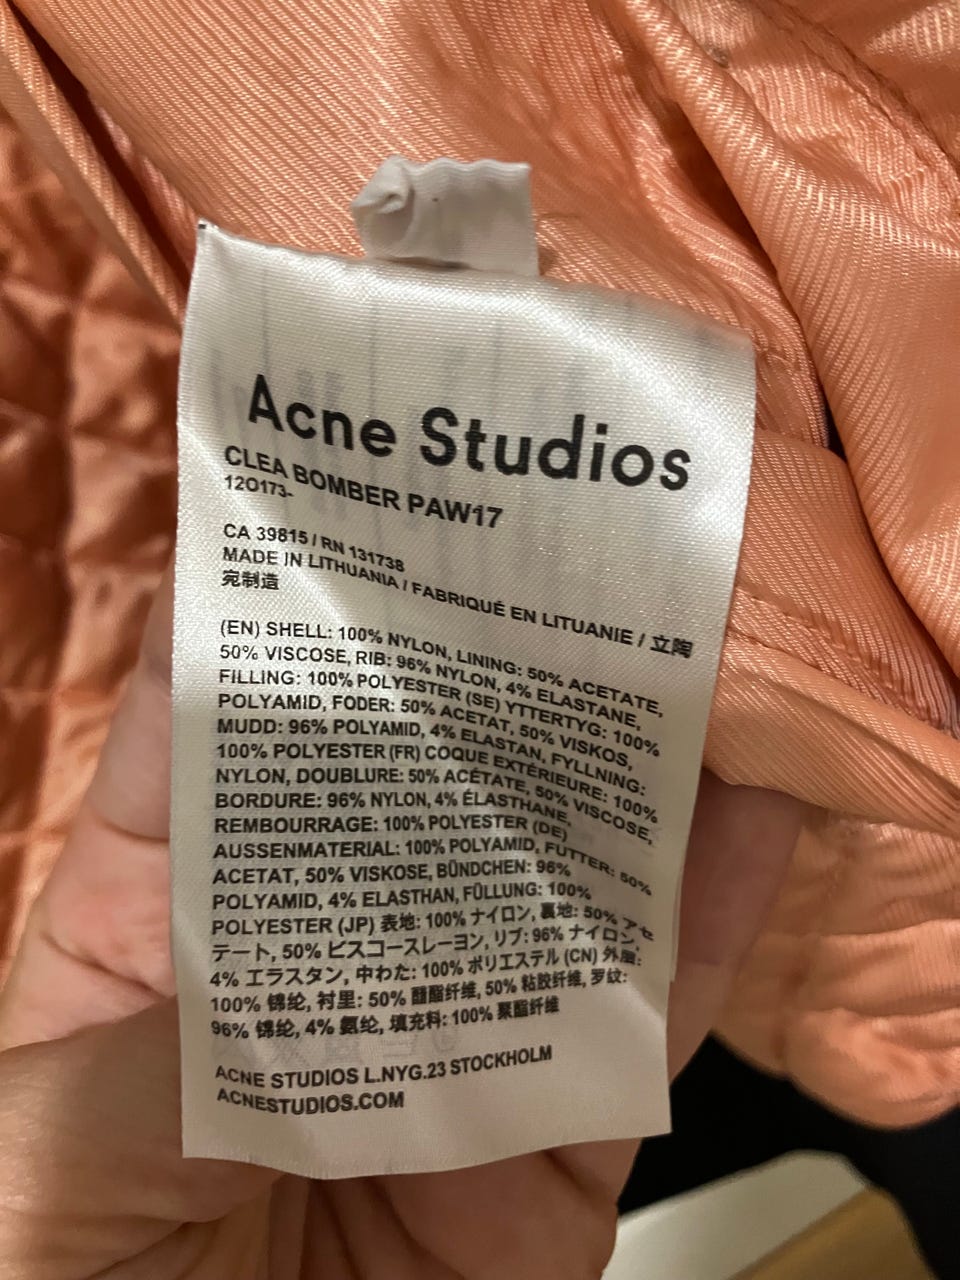 Acne Studios
CLEA BOMBER PAW17
12O173-
CA 39815 / RN 131738
MADE IN LITHUANIA / FABRIQUÉ EN LITUANIE / 立陶
宛制造
(EN) SHELL: 100% NYLON, LINING: 50% ACETATE,
50% VISCOSE, RIB: 96% NYLON, 4% ELASTANE,
FILLING: 100% POLYESTER (SE) YTTERTYG: 100%
POLYAMID, FODER: 50% ACETAT, 50% VISKOS,
MUDD: 96% POLYAMID, 4% ELASTAN, FYLLNING:
100% POLYESTER (FR) COQUE EXTÉRIEURE: 100%
NYLON, DOUBLURE: 50% ACÉTATE, 50% VISCOSE,
BORDURE: 96% NYLON, 4% ÉLASTHANE,
REMBOURRAGE: 100% POLYESTER (DE)
AUSSENMATERIAL: 100% POLYAMID, FUTTER: 50%
ACETAT, 50% VISKOSE, BÜNDCHEN: 96%
POLYAMID, 4% ELASTHAN, FÜLLUNG: 100%
POLYESTER (JP) 表地: 100% ナイロン, 裏地: 50% アセ
テート, 50% ビスコースレーヨン, リブ: 96% ナイロン,
4% エラスタン, 中わた: 100% ポリエステル (CN) 外層:
100% 锦纶, 衬里: 50% 醋酯纤维, 50% 粘胶纤维, 罗纹:
96% 锦纶, 4% 氨纶, 填充料: 100% 聚酯纤维
ACNE STUDIOS L.NYG.23 STOCKHOLM
ACNESTUDIOS.COM